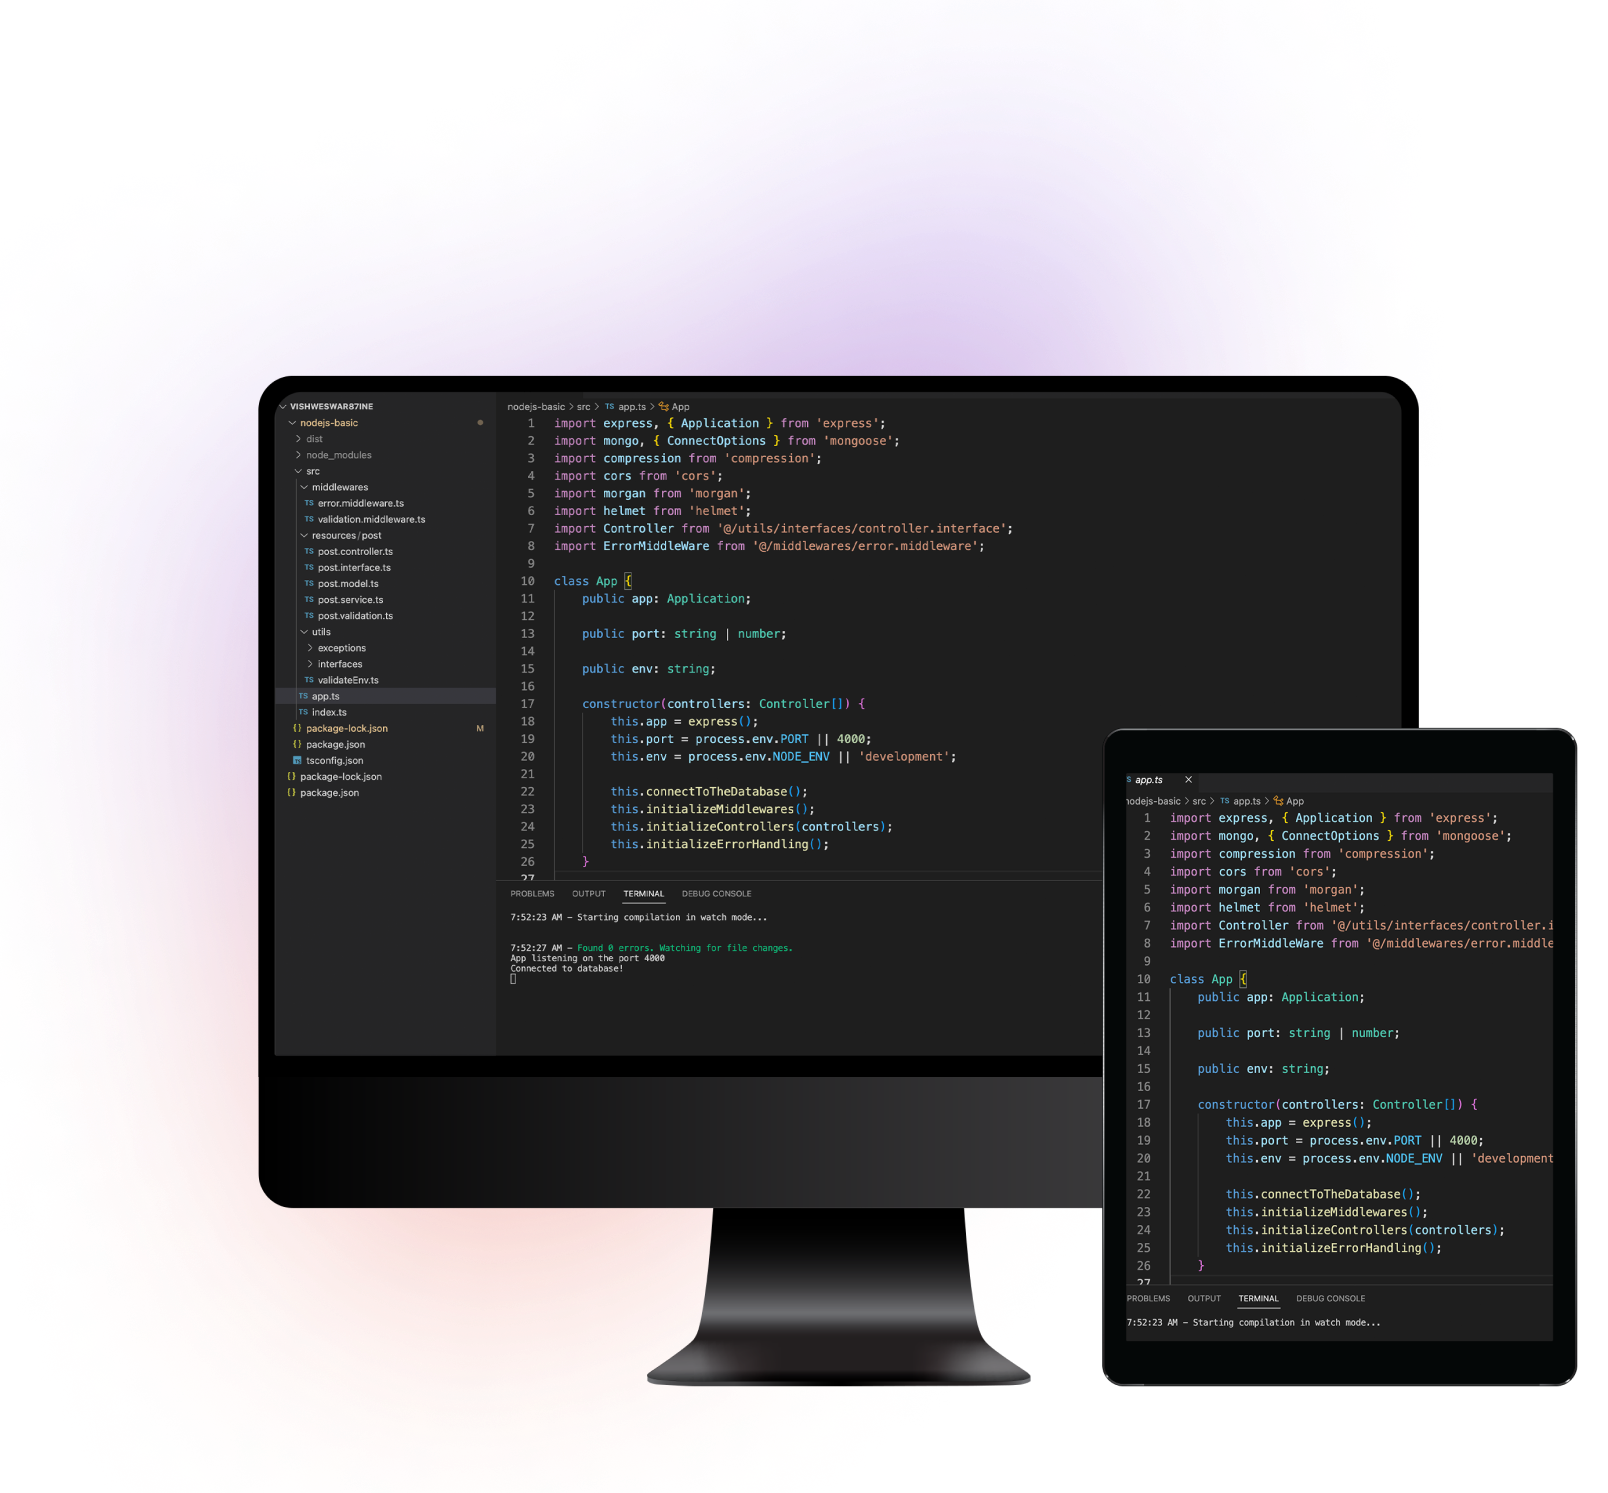 VISHWESWAR87INE
nodejs-basic
dist
node_modules
src
middlewares
TS error.middleware.ts
TS validation.middleware.ts
resources/post
TS post.controller.ts
TS post.interface.ts
TS post.model.ts
TS post.service.ts
TS post.validation.ts
utils
exceptions
interfaces
TS validateEnv.ts
TS app.ts
TS index.ts
{} package-lock.json M
{} package.json
tsconfig.json
{} package-lock.json
{} package.json
nodejs-basic > src > TS app.ts > App
1 import express, { Application } from 'express';
2 import mongo, { ConnectOptions } from 'mongoose';
3 import compression from 'compression';
4 import cors from 'cors';
5 import morgan from 'morgan';
6 import helmet from 'helmet';
7 import Controller from '@/utils/interfaces/controller.interface';
8 import ErrorMiddleWare from '@/middlewares/error.middleware';
9
10 class App {
11 public app: Application;
12
13 public port: string | number;
14
15 public env: string;
16
17 constructor(controllers: Controller[]) {
18 this.app = express();
19 this.port = process.env.PORT || 4000;
20 this.env = process.env.NODE_ENV || 'development';
21
22 this.connectToTheDatabase();
23 this.initializeMiddlewares();
24 this.initializeControllers(controllers);
25 this.initializeErrorHandling();
26 }
27
PROBLEMS OUTPUT TERMINAL DEBUG CONSOLE
7:52:23 AM - Starting compilation in watch mode...
7:52:27 AM - Found 0 errors. Watching for file changes.
App listening on the port 4000
Connected to database!
S app.ts ×
nodejs-basic > src > TS app.ts > App
1 import express, { Application } from 'express';
2 import mongo, { ConnectOptions } from 'mongoose';
3 import compression from 'compression';
4 import cors from 'cors';
5 import morgan from 'morgan';
6 import helmet from 'helmet';
7 import Controller from '@/utils/interfaces/controller.i
8 import ErrorMiddleWare from '@/middlewares/error.middle
9
10 class App {
11 public app: Application;
12
13 public port: string | number;
14
15 public env: string;
16
17 constructor(controllers: Controller[]) {
18 this.app = express();
19 this.port = process.env.PORT || 4000;
20 this.env = process.env.NODE_ENV || 'development
21
22 this.connectToTheDatabase();
23 this.initializeMiddlewares();
24 this.initializeControllers(controllers);
25 this.initializeErrorHandling();
26 }
27
PROBLEMS OUTPUT TERMINAL DEBUG CONSOLE
7:52:23 AM - Starting compilation in watch mode...